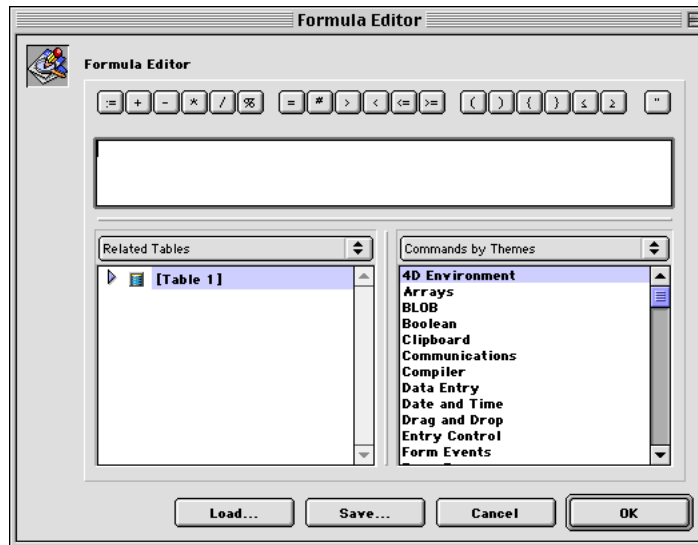 Formula Editor
Formula Editor
:= + - * / % = # > < <= >= ( ) { } ≤ ≥ "
Related Tables
[Table 1]
Commands by Themes
4D Environment
Arrays
BLOB
Boolean
Clipboard
Communications
Compiler
Data Entry
Date and Time
Drag and Drop
Entry Control
Form Events
Load...
Save...
Cancel
OK